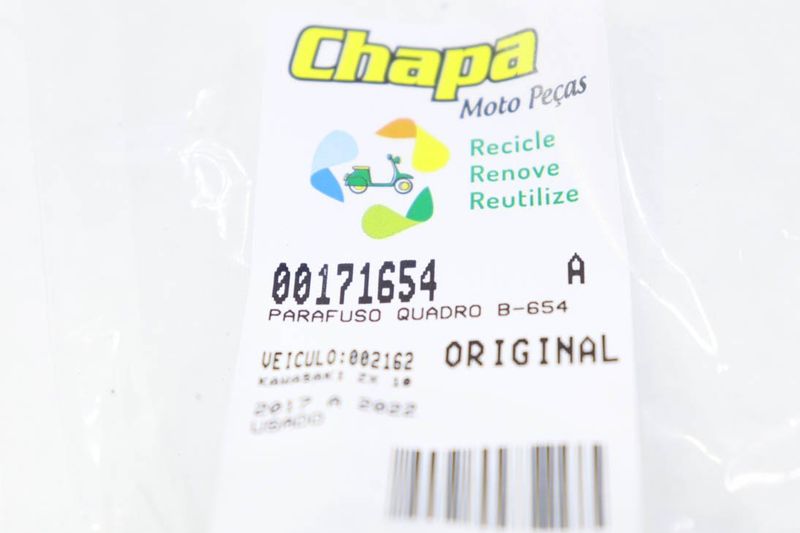 Chapa
Moto Peças
Recicle
Renove
Reutilize
00171654 A
PARAFUSO QUADRO B-654
VEICULO:002162 ORIGINAL
KAWASAKI ZX 10
2017 A 2022
USADO